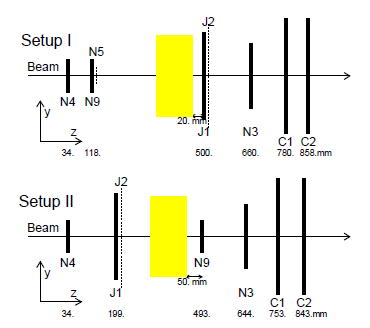 J2
Setup I
N5
Beam
N4 N9
20. mm
J1 N3
y
C1 C2
z
34. 118. 500. 660. 780. 858.mm
J2
Setup II
Beam
N4 N9
50. mm
y
J1 N3
z
C1 C2
34. 199. 493. 644. 753. 843.mm